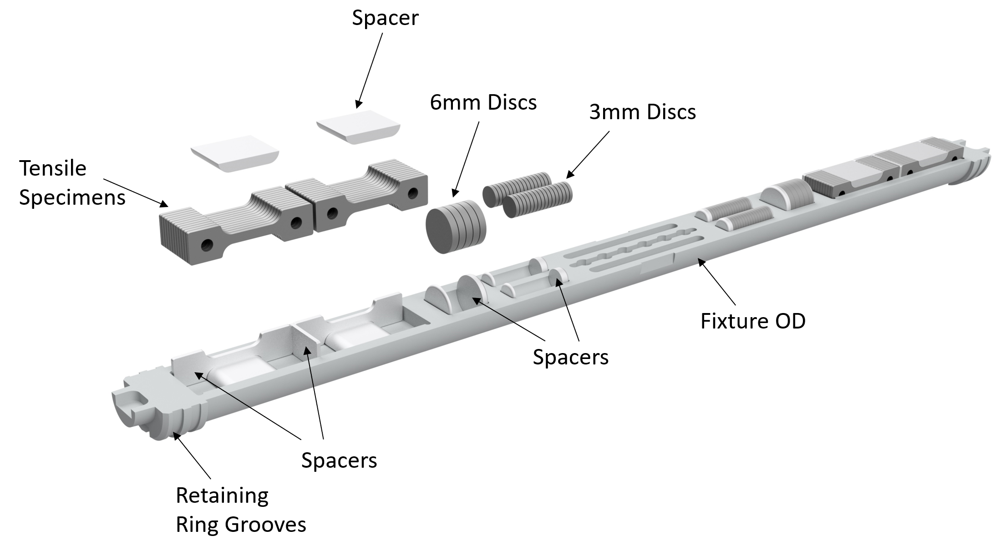 Spacer
6mm Discs
3mm Discs
Tensile
Specimens
Fixture OD
Spacers
Spacers
Retaining
Ring Grooves